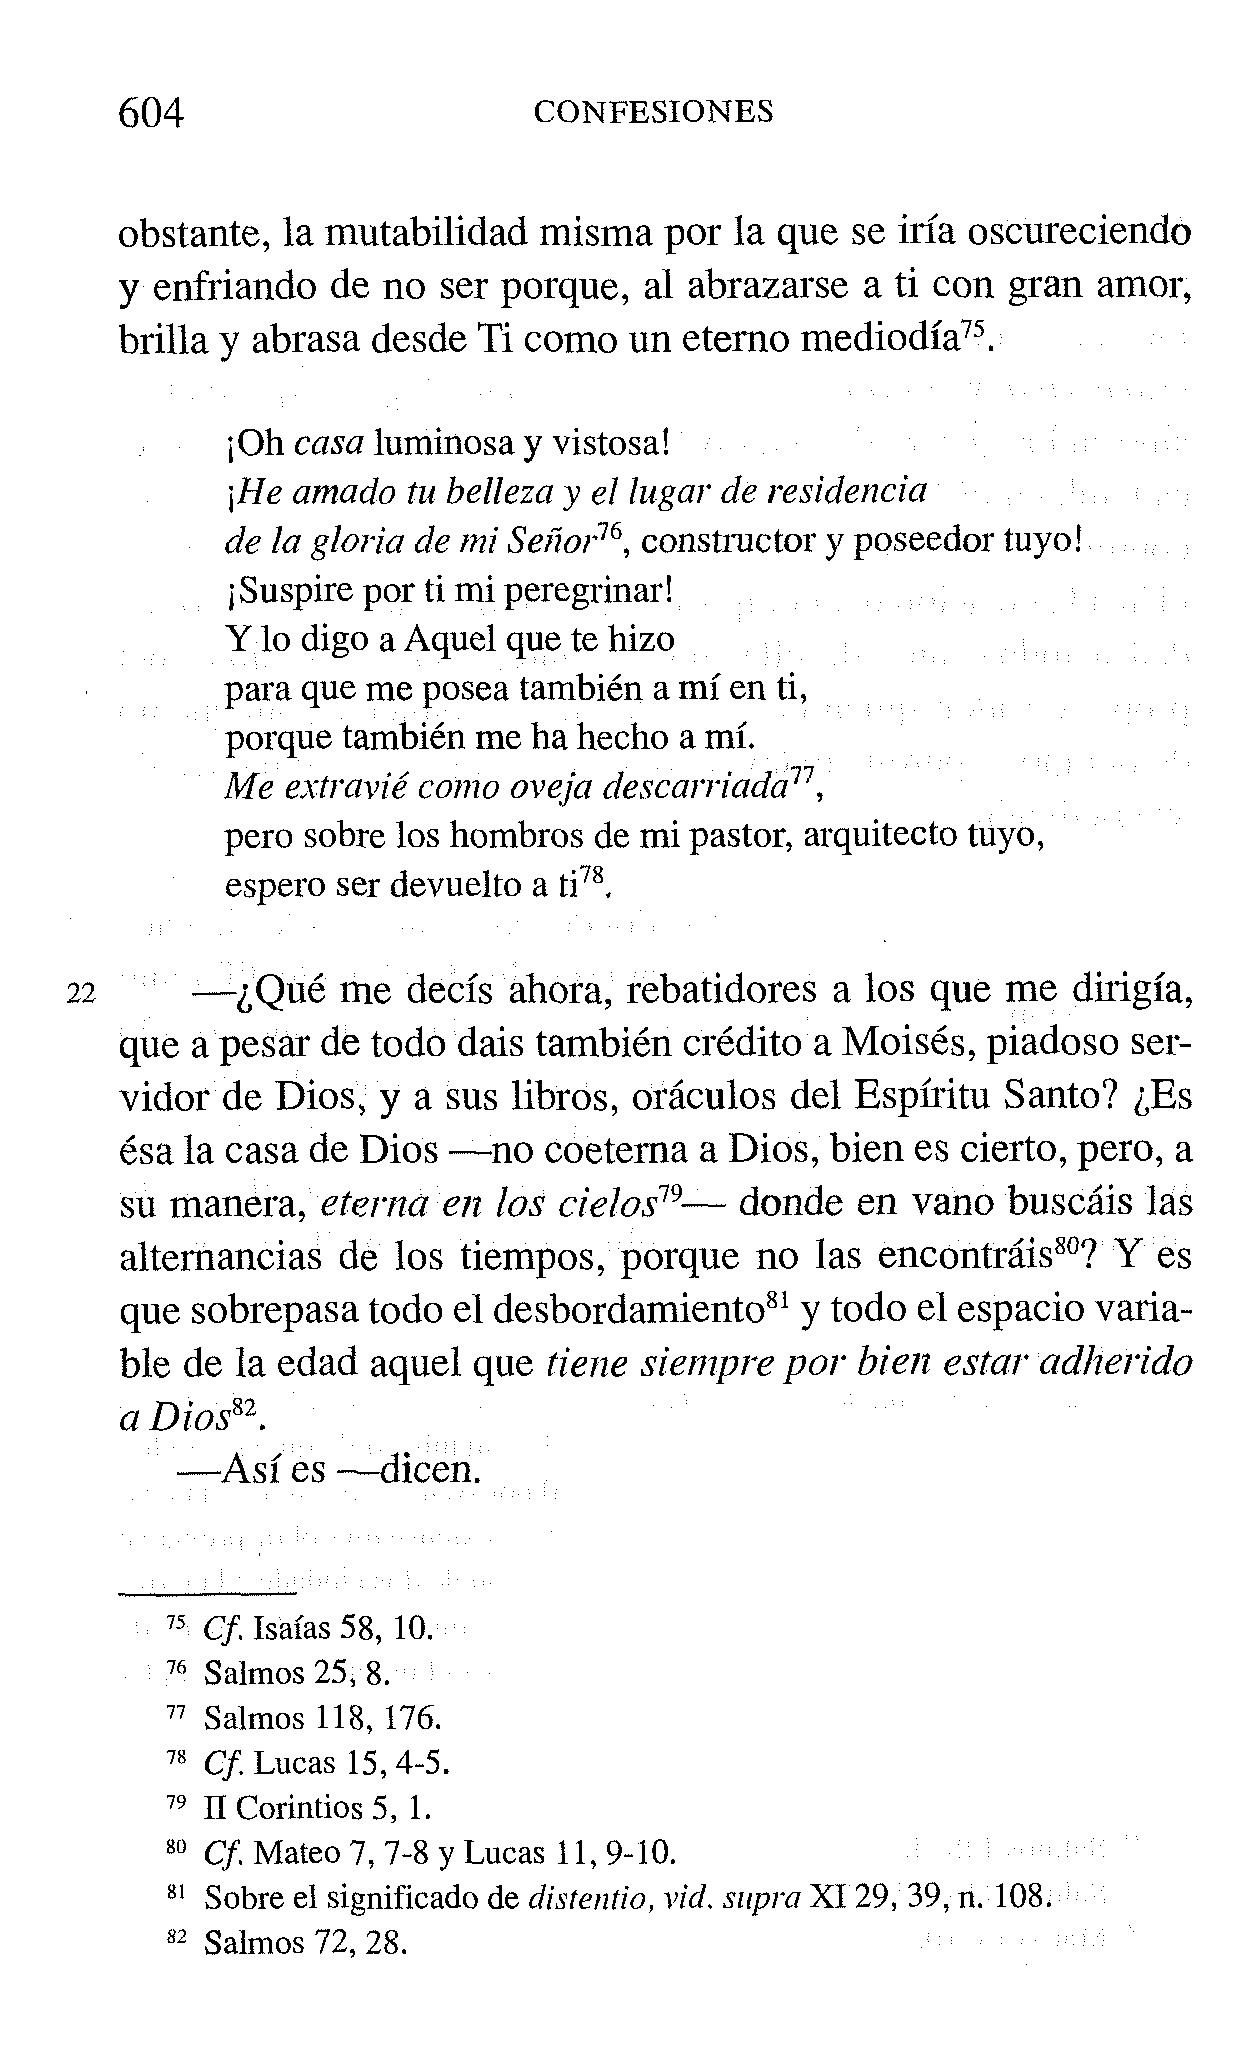 604 CONFESIONES
obstante, la mutabilidad misma por la que se iría oscureciendo
y enfriando de no ser porque, al abrazarse a ti con gran amor,
brilla y abrasa desde Ti como un eterno mediodía⁷⁵.
¡Oh casa luminosa y vistosa!
¡He amado tu belleza y el lugar de residencia
de la gloria de mi Señor⁷⁶, constructor y poseedor tuyo!
¡Suspire por ti mi peregrinar!
Y lo digo a Aquel que te hizo
para que me posea también a mí en ti,
porque también me ha hecho a mí.
Me extravié como oveja descarriada⁷⁷,
pero sobre los hombros de mi pastor, arquitecto tuyo,
espero ser devuelto a ti⁷⁸.
22 —¿Qué me decís ahora, rebatidores a los que me dirigía,
que a pesar de todo dais también crédito a Moisés, piadoso ser-
vidor de Dios, y a sus libros, oráculos del Espíritu Santo? ¿Es
ésa la casa de Dios —no coeterna a Dios, bien es cierto, pero, a
su manera, eterna en los cielos⁷⁹— donde en vano buscáis las
alternancias de los tiempos, porque no las encontráis⁸⁰? Y es
que sobrepasa todo el desbordamiento⁸¹ y todo el espacio varia-
ble de la edad aquel que tiene siempre por bien estar adherido
a Dios⁸².
—Así es —dicen.
⁷⁵ Cf. Isaías 58, 10.
⁷⁶ Salmos 25, 8.
⁷⁷ Salmos 118, 176.
⁷⁸ Cf. Lucas 15, 4-5.
⁷⁹ II Corintios 5, 1.
⁸⁰ Cf. Mateo 7, 7-8 y Lucas 11, 9-10.
⁸¹ Sobre el significado de distentio, vid. supra XI 29, 39, n. 108.
⁸² Salmos 72, 28.